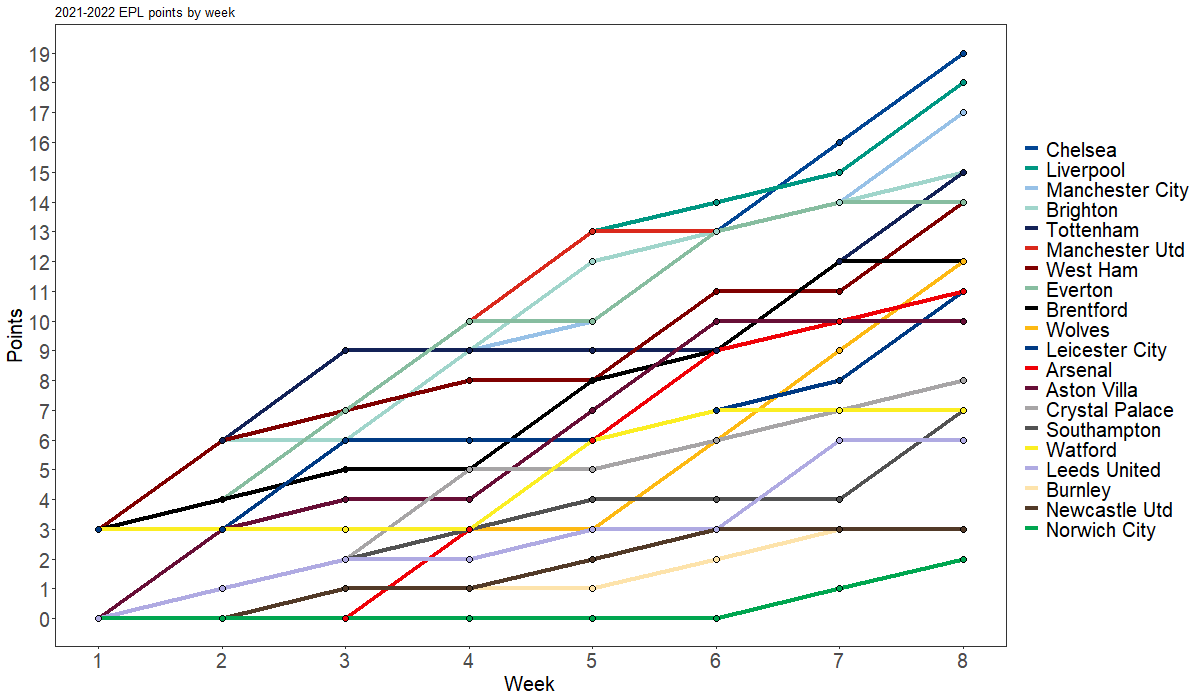 2021-2022 EPL points by week
19
18
17
16
15
14
13
12
11
10
9
8
7
6
5
4
3
2
1
0
Points
1 2 3 4 5 6 7 8
Week
Chelsea
Liverpool
Manchester City
Brighton
Tottenham
Manchester Utd
West Ham
Everton
Brentford
Wolves
Leicester City
Arsenal
Aston Villa
Crystal Palace
Southampton
Watford
Leeds United
Burnley
Newcastle Utd
Norwich City